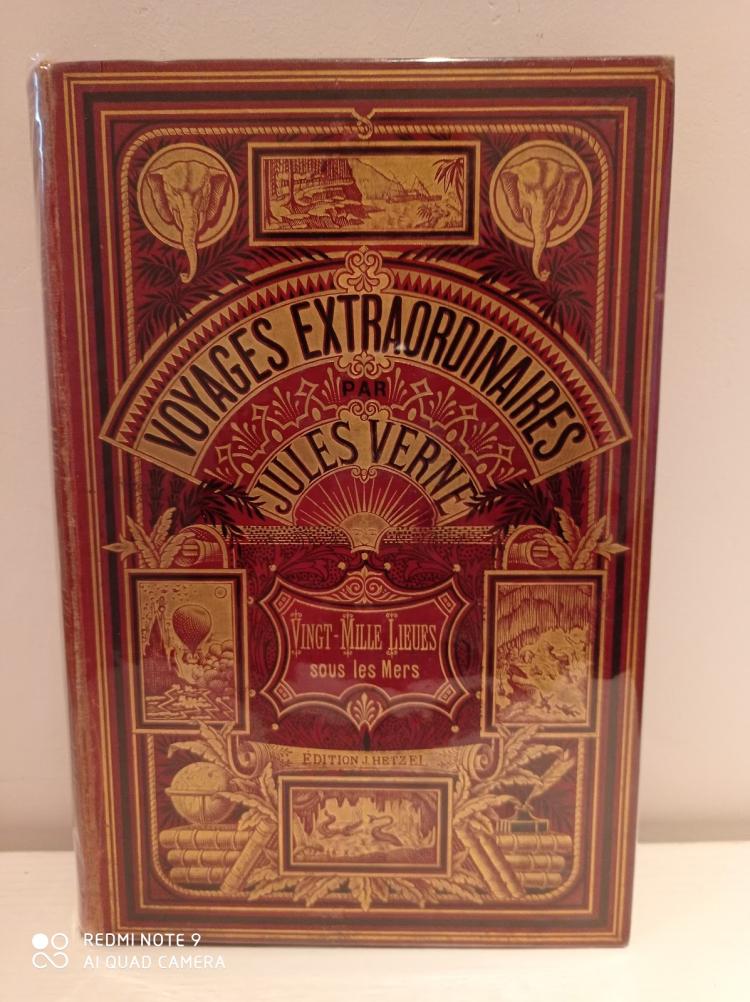 VOYAGES EXTRAORDINAIRES
PAR
JULES VERNE
VINGT-MILLE LIEUES
sous les Mers
ÉDITION J. HETZEL
REDMI NOTE 9
AI QUAD CAMERA